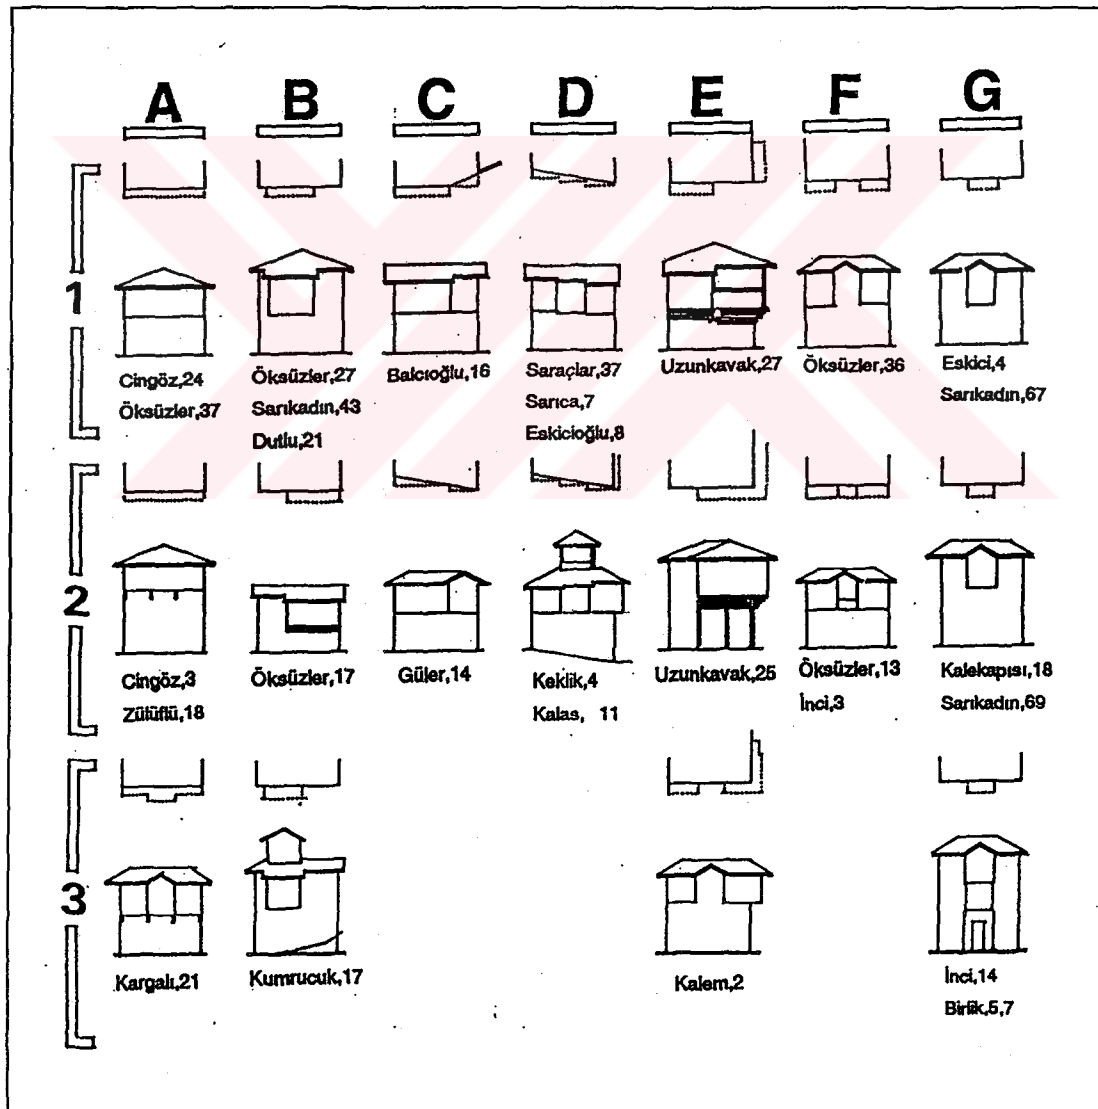 A B C D E F G
1
Cingöz,24
Öksüzler,37
Öksüzler,27
Sarıkadın,43
Dutlu,21
Balcıoğlu,16
Saraçlar,37
Sarıca,7
Eskicioğlu,8
Uzunkavak,27
Öksüzler,36
Eskici,4
Sarıkadın,67
2
Cingöz,3
Zülüflü,18
Öksüzler,17
Güler,14
Keklik,4
Kalas, 11
Uzunkavak,25
Öksüzler,13
İnci,3
Kalekapısı,18
Sarıkadın,69
3
Kargalı,21
Kumrucuk,17
Kalem,2
İnci,14
Birlik,5,7